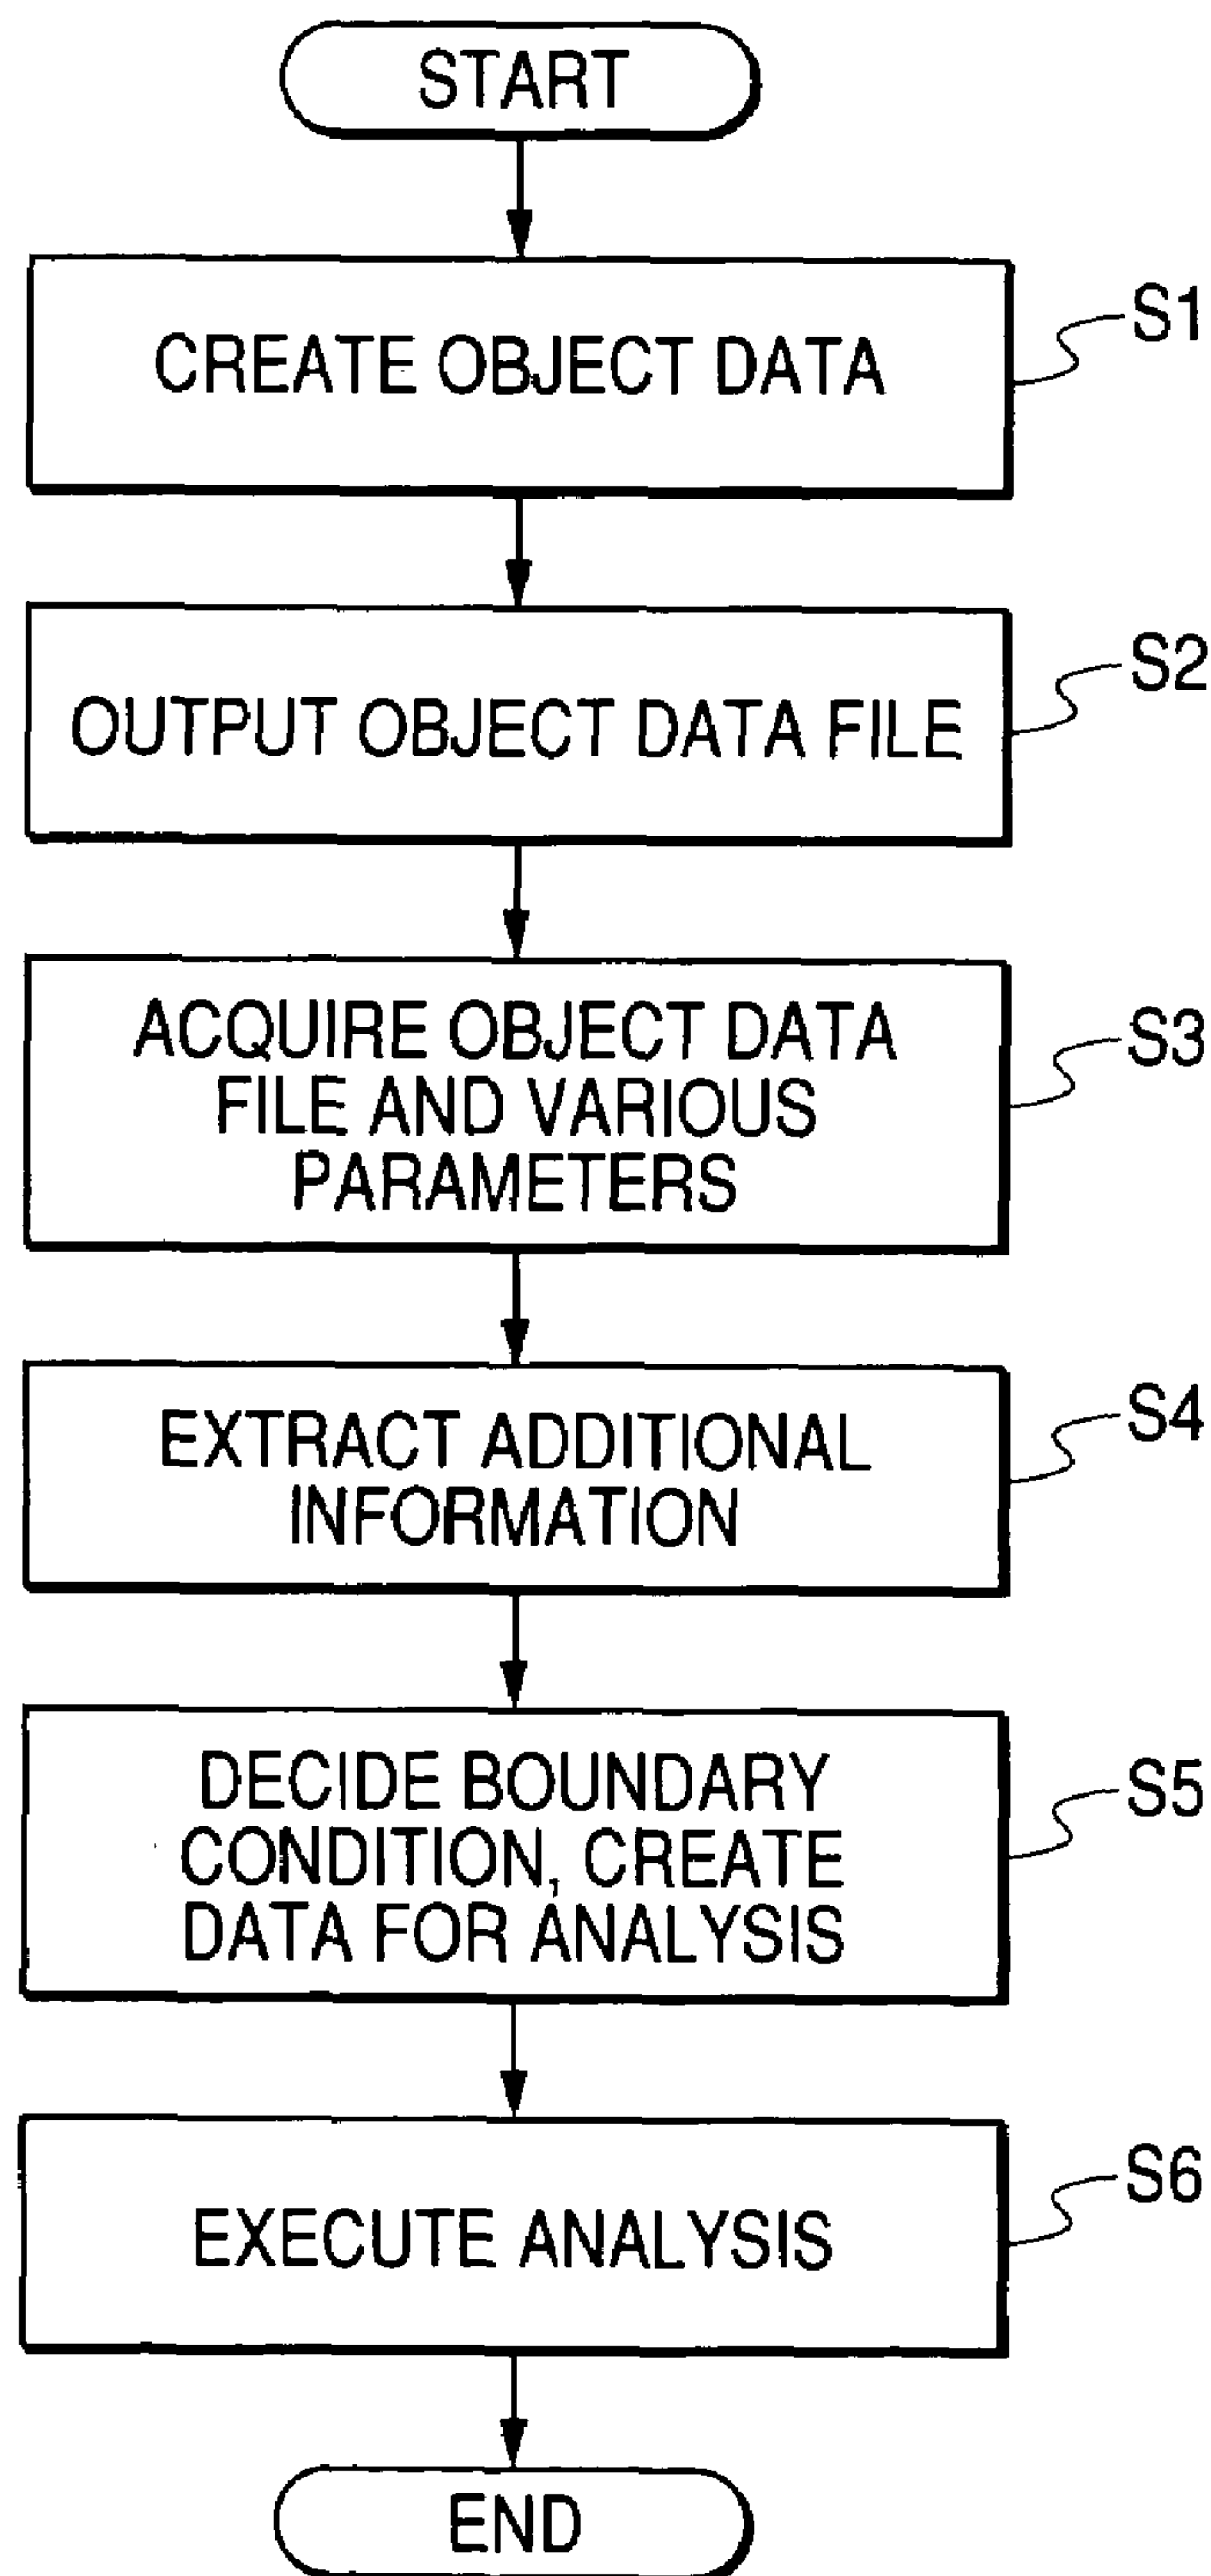 START
CREATE OBJECT DATA
S1
OUTPUT OBJECT DATA FILE
S2
ACQUIRE OBJECT DATA
FILE AND VARIOUS
PARAMETERS
S3
EXTRACT ADDITIONAL
INFORMATION
S4
DECIDE BOUNDARY
CONDITION, CREATE
DATA FOR ANALYSIS
S5
EXECUTE ANALYSIS
S6
END